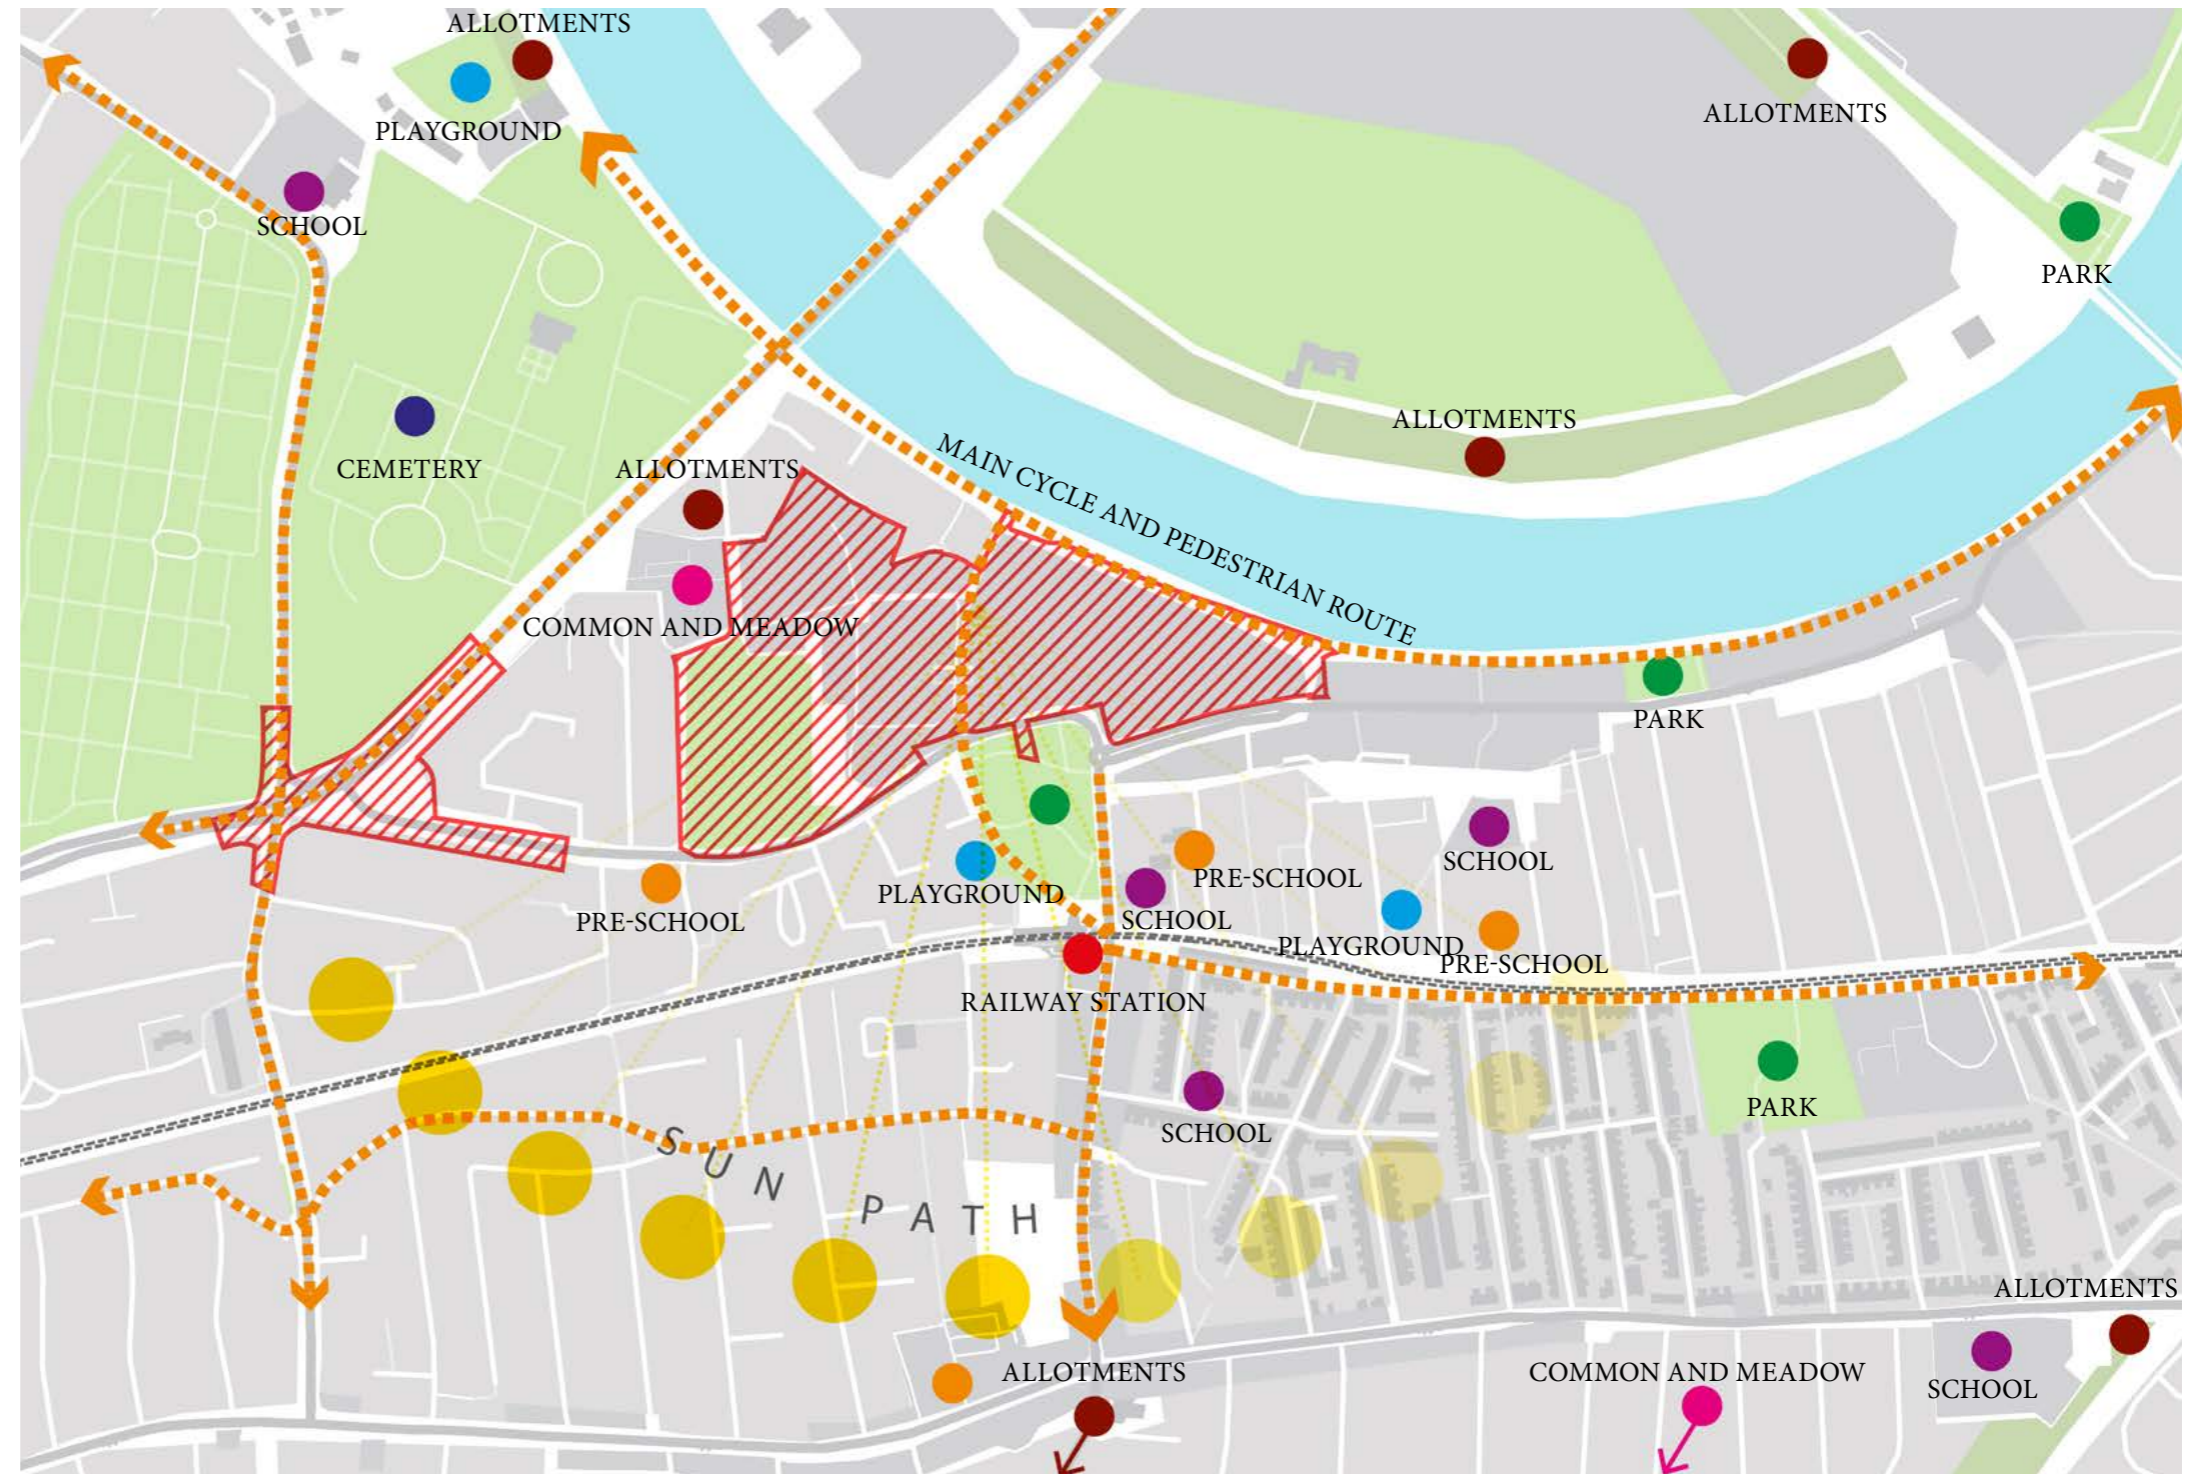 ALLOTMENTS
PLAYGROUND
ALLOTMENTS
SCHOOL
PARK
ALLOTMENTS
CEMETERY
ALLOTMENTS
MAIN CYCLE AND PEDESTRIAN ROUTE
COMMON AND MEADOW
PARK
SCHOOL
PRE-SCHOOL
PLAYGROUND
PRE-SCHOOL
SCHOOL
PLAYGROUND
PRE-SCHOOL
RAILWAY STATION
PARK
SCHOOL
SUN PATH
ALLOTMENTS
ALLOTMENTS
COMMON AND MEADOW
SCHOOL